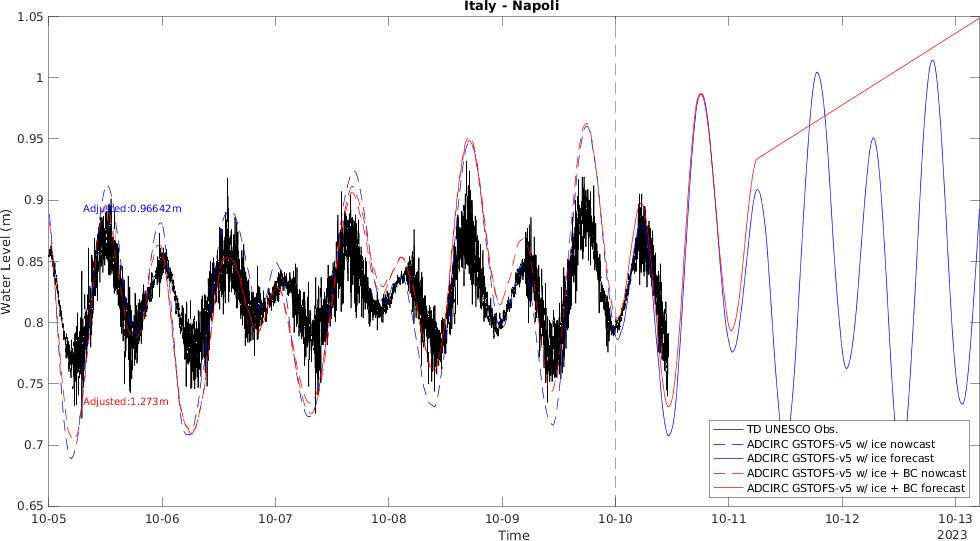 Italy - Napoli
1.05
1
0.95
0.9
0.85
0.8
0.75
0.7
0.65
Water Level (m)
Adjusted:0.96642m
Adjusted:1.273m
TD UNESCO Obs.
ADCIRC GSTOFS-v5 w/ ice nowcast
ADCIRC GSTOFS-v5 w/ ice forecast
ADCIRC GSTOFS-v5 w/ ice + BC nowcast
ADCIRC GSTOFS-v5 w/ ice + BC forecast
10-05 10-06 10-07 10-08 10-09 10-10 10-11 10-12 10-13
Time
2023